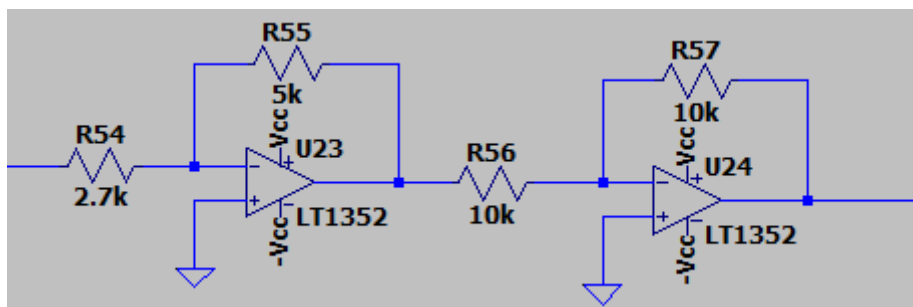 R55
5k
R54
2.7k
Vcc
U23
-Vcc
LT1352
R56
10k
R57
10k
Vcc
U24
-Vcc
LT1352